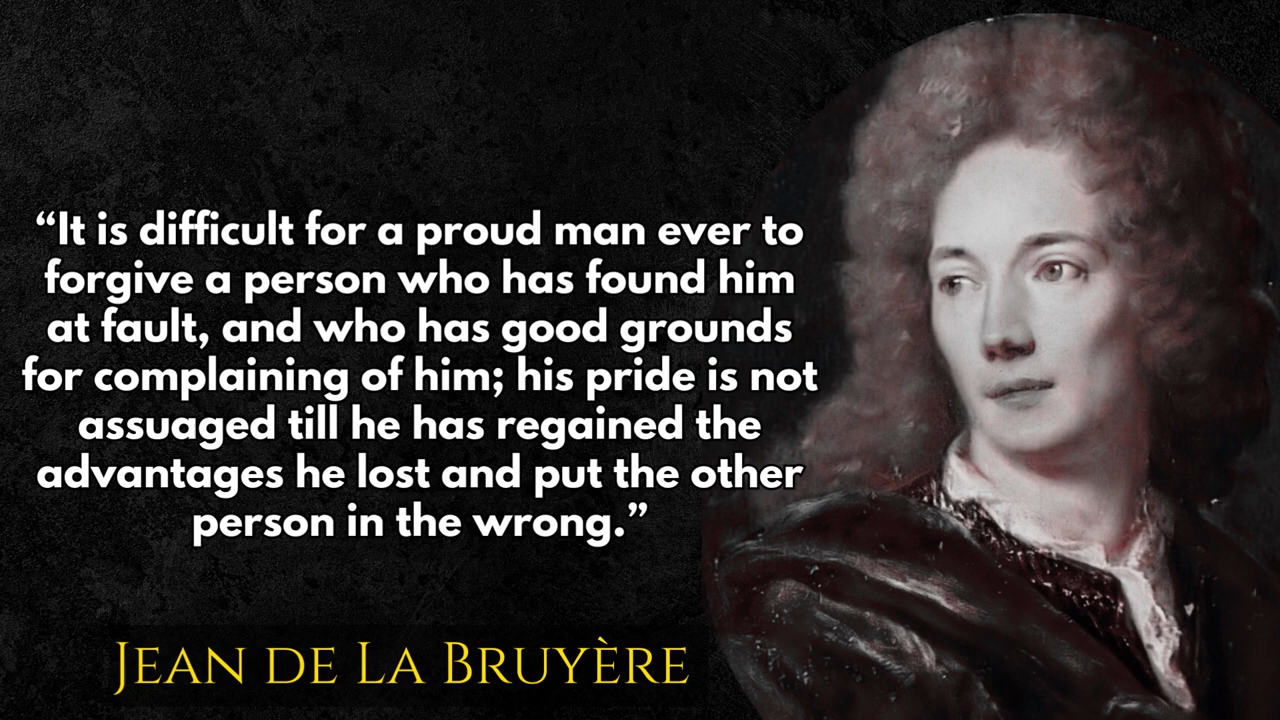 “It is difficult for a proud man ever to
forgive a person who has found him
at fault, and who has good grounds
for complaining of him; his pride is not
assuaged till he has regained the
advantages he lost and put the other
person in the wrong.”
Jean de La Bruyère